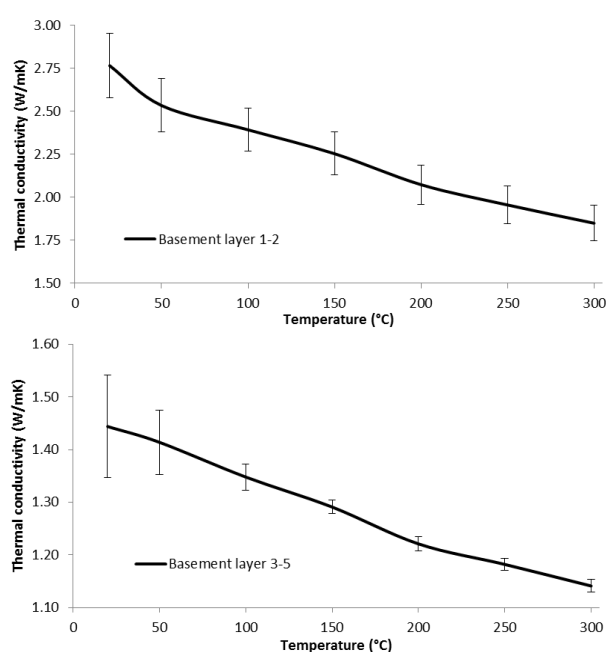 Thermal conductivity (W/mK)
3.00
2.75
2.50
2.25
2.00
1.75
1.50
Basement layer 1-2
0 50 100 150 200 250 300
Temperature (°C)
Thermal conductivity (W/mK)
1.60
1.50
1.40
1.30
1.20
1.10
Basement layer 3-5
0 50 100 150 200 250 300
Temperature (°C)